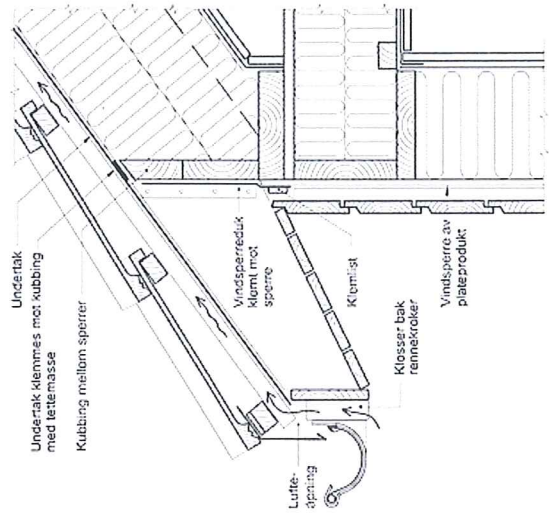 Undertak
Undertak klemmes mot kubbing
med tettemasse
Kubbing mellom sperrer
Vindsperreduk
klemt mot
sperre
Klemlist
Vindsperre av
plateprodukt
Lufte-
åpning
Klosser bak
rennekroker